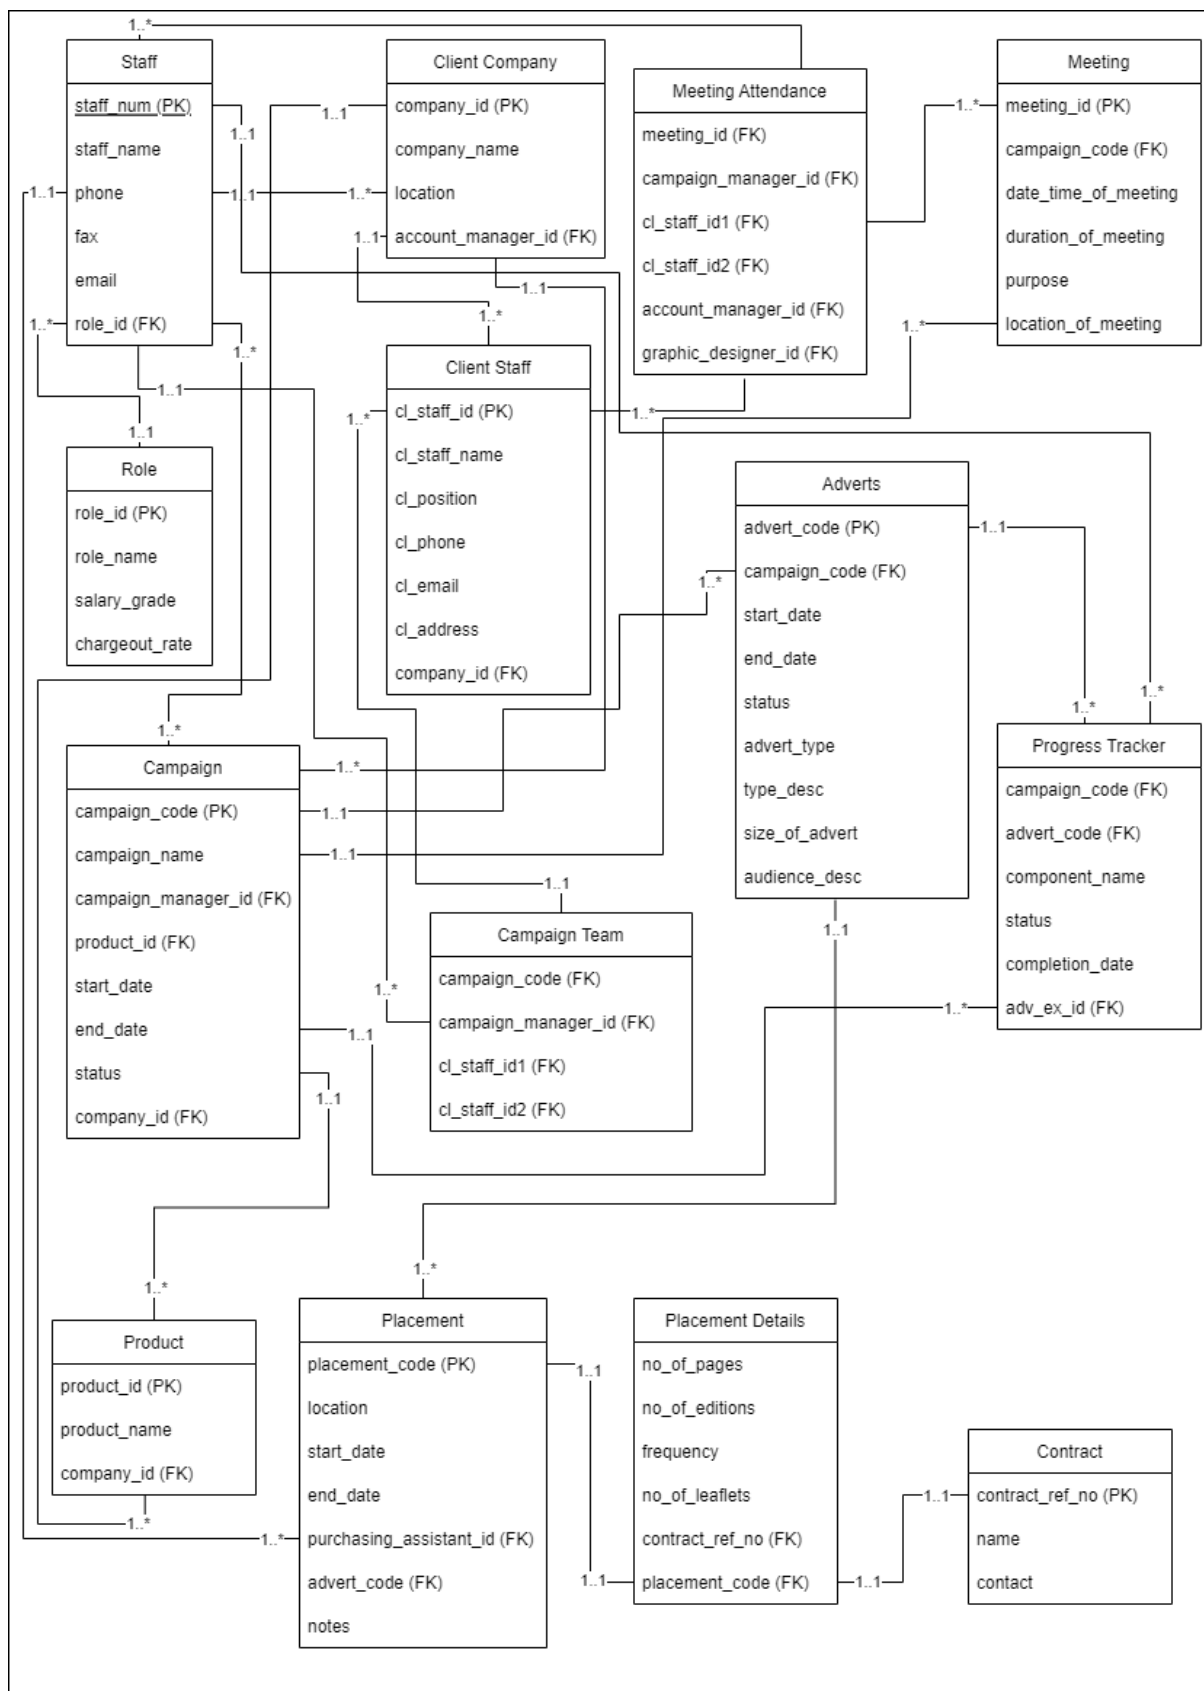 1..*
Staff
staff_num (PK)
staff_name
phone
fax
email
role_id (FK)
1..1
1..1
1..1
1..*
1..*
1..1
Client Company
company_id (PK)
company_name
location
account_manager_id (FK)
1..1
1..*
1..1
1..1
1..*
Meeting Attendance
meeting_id (FK)
campaign_manager_id (FK)
cl_staff_id1 (FK)
cl_staff_id2 (FK)
account_manager_id (FK)
graphic_designer_id (FK)
1..*
Meeting
meeting_id (PK)
campaign_code (FK)
date_time_of_meeting
duration_of_meeting
purpose
location_of_meeting
1..*
1..*
1..1
Role
role_id (PK)
role_name
salary_grade
chargeout_rate
Client Staff
cl_staff_id (PK)
cl_staff_name
cl_position
cl_phone
cl_email
cl_address
company_id (FK)
1..*
1..*
Adverts
advert_code (PK)
campaign_code (FK)
start_date
end_date
status
advert_type
type_desc
size_of_advert
audience_desc
1..1
1..*
1..1
1..*
1..*
Progress Tracker
campaign_code (FK)
advert_code (FK)
component_name
status
completion_date
adv_ex_id (FK)
1..*
1..*
Campaign
campaign_code (PK)
campaign_name
campaign_manager_id (FK)
product_id (FK)
start_date
end_date
status
company_id (FK)
1..*
1..1
1..1
1..1
1..1
1..1
Campaign Team
campaign_code (FK)
campaign_manager_id (FK)
cl_staff_id1 (FK)
cl_staff_id2 (FK)
1..*
1..*
Product
product_id (PK)
product_name
company_id (FK)
1..*
1..*
Placement
placement_code (PK)
location
start_date
end_date
purchasing_assistant_id (FK)
advert_code (FK)
notes
1..*
1..1
1..1
Placement Details
no_of_pages
no_of_editions
frequency
no_of_leaflets
contract_ref_no (FK)
placement_code (FK)
1..1
1..1
Contract
contract_ref_no (PK)
name
contact